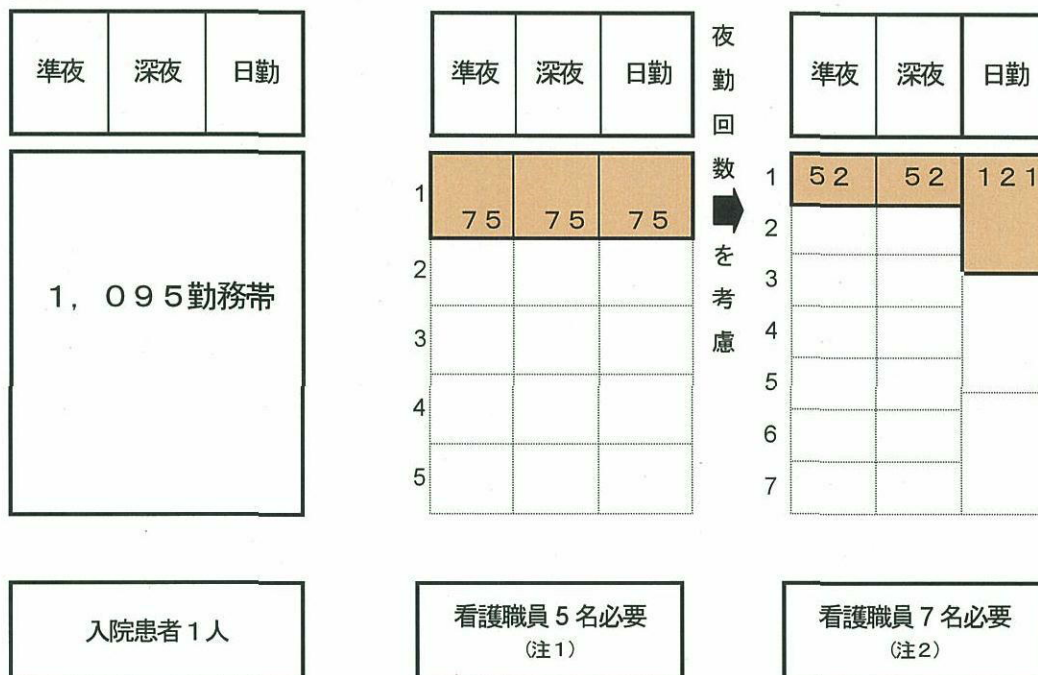 準夜 深夜 日勤
1,095勤務帯
入院患者1人
準夜 深夜 日勤
1 75 75 75
2
3
4
5
看護職員5名必要
(注1)
夜勤回数を考慮
準夜 深夜 日勤
1 52 52 121
2
3
4
5
6
7
看護職員7名必要
(注2)